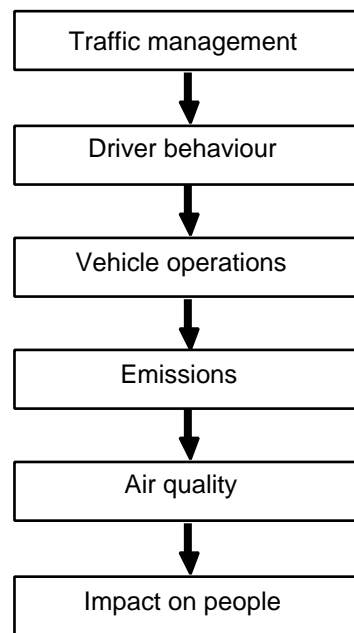 Traffic management
Driver behaviour
Vehicle operations
Emissions
Air quality
Impact on people